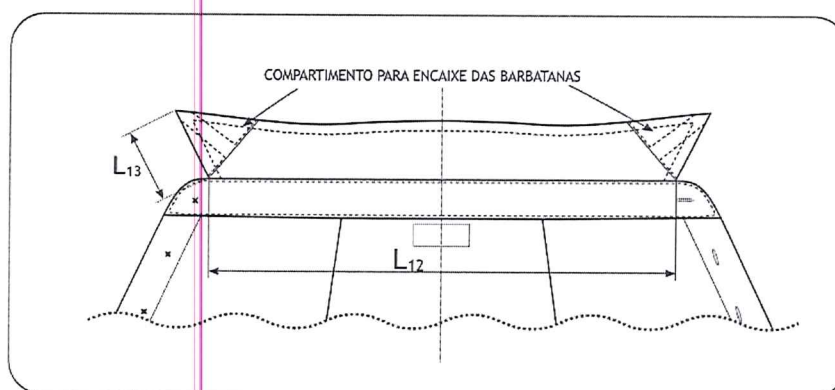 COMPARTIMENTO PARA ENCAIXE DAS BARBATANAS
L13
L12